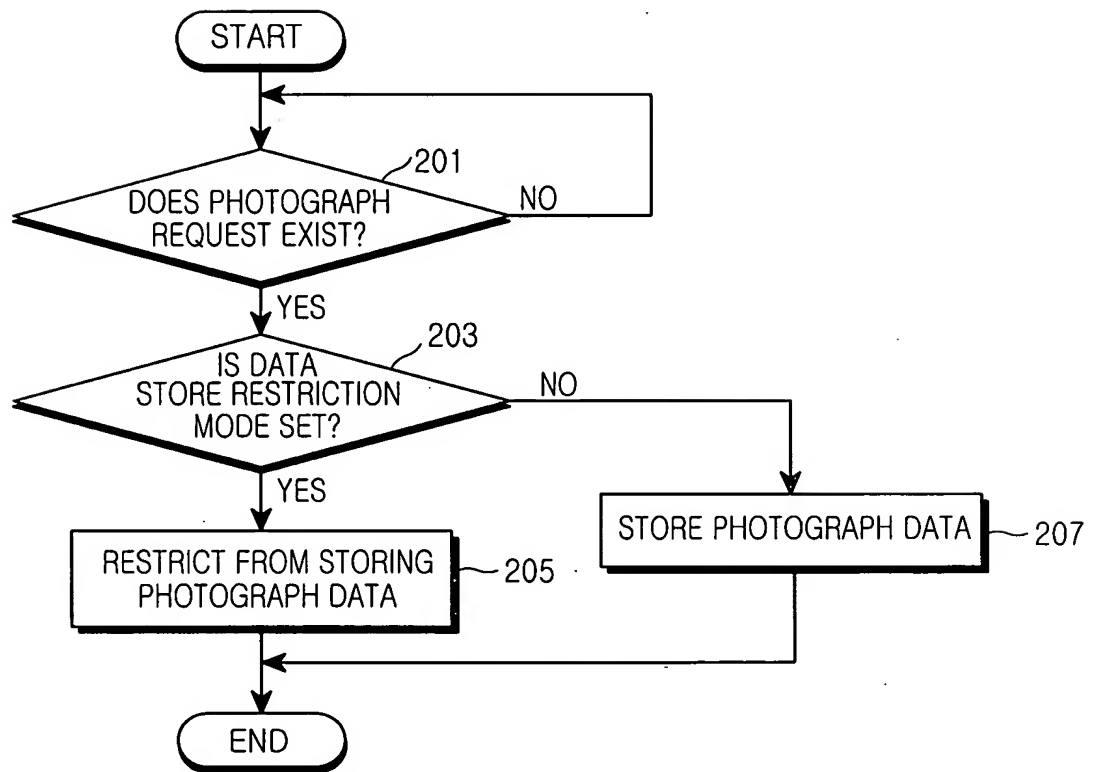 START
201
DOES PHOTOGRAPH
REQUEST EXIST?
NO
YES
203
IS DATA
STORE RESTRICTION
MODE SET?
NO
YES
RESTRICT FROM STORING
PHOTOGRAPH DATA
205
STORE PHOTOGRAPH DATA
207
END